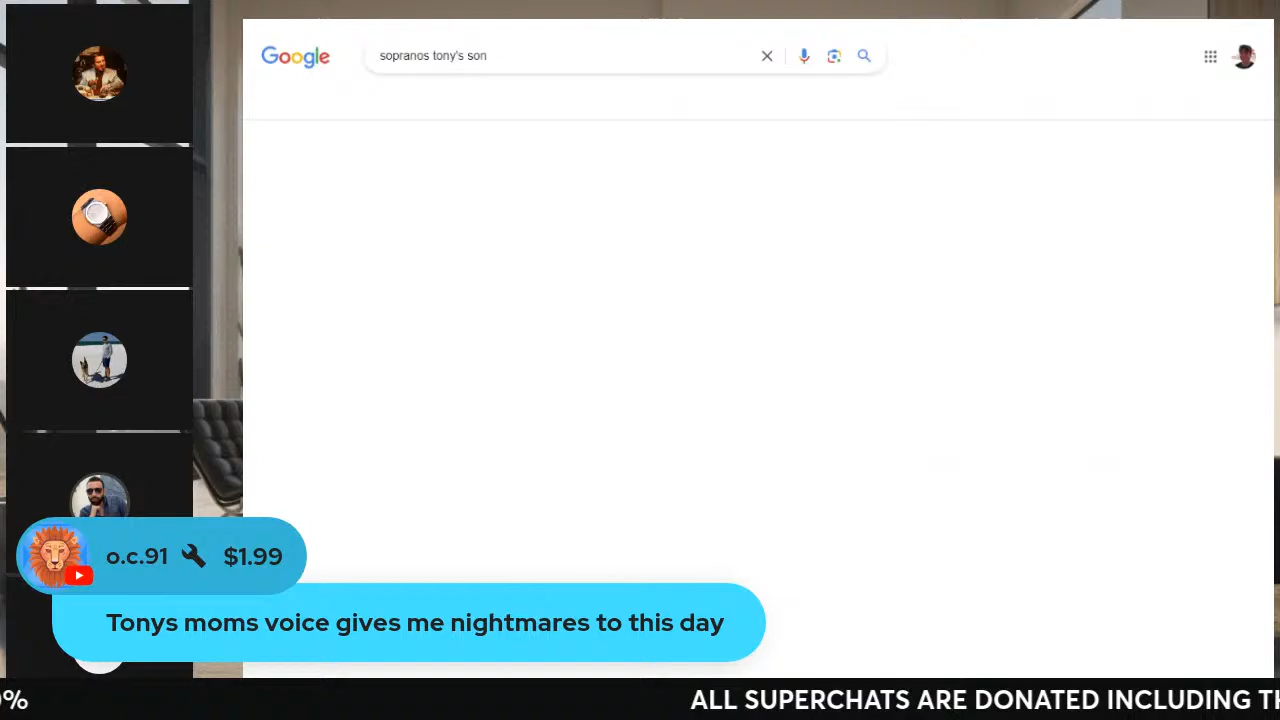 Google
sopranos tony's son
o.c.91 $1.99
Tonys moms voice gives me nightmares to this day
% ALL SUPERCHATS ARE DONATED INCLUDING